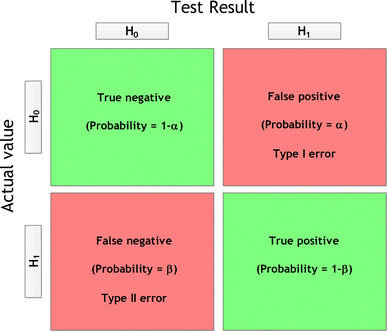 Test Result
H₀
H₁
Actual value
H₀
True negative
(Probability = 1-α)
False positive
(Probability = α)
Type I error
H₁
False negative
(Probability = β)
Type II error
True positive
(Probability = 1-β)